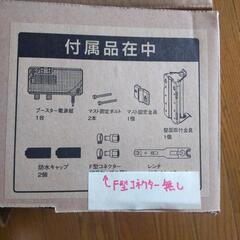 付属品在中
ブースター電源部
1台
マスト固定ボルト
2本
マスト固定金具
1個
壁面取付金具
1個
防水キャップ
2個
F型コネクター
レンチ
↑F型コネクター無し